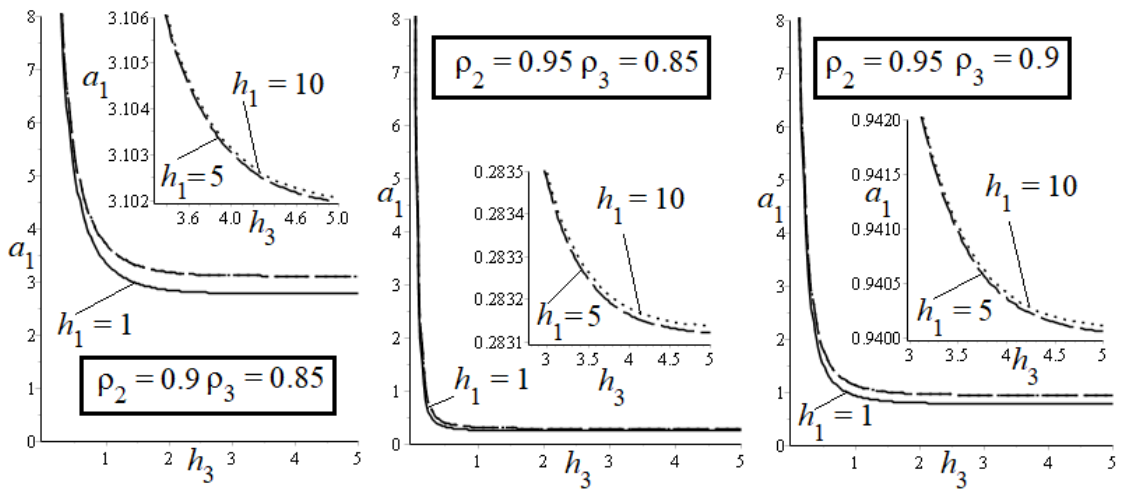 8
7
6
5
4
3
2
1
0
a₁
1 2 3 4 5
h₃
h₁ = 1
ρ₂ = 0.9 ρ₃ = 0.85
3.106
3.105
3.104
3.103
3.102
a₁
h₁ = 10
h₁ = 5
3.6 4.0 4.6 5.0
h₃
8
7
6
5
4
3
2
1
0
a₁
1 2 3 4 5
h₃
h₁ = 1
ρ₂ = 0.95 ρ₃ = 0.85
0.2835
0.2834
0.2833
0.2832
0.2831
h₁ = 10
h₁ = 5
3 3.5 4 4.5 5
h₃
8
7
6
5
4
3
2
1
0
a₁
1 2 3 4 5
h₃
h₁ = 1
ρ₂ = 0.95 ρ₃ = 0.9
0.9420
0.9415
0.9410
0.9405
0.9400
a₁
h₁ = 10
h₁ = 5
3 3.5 4 4.5 5
h₃